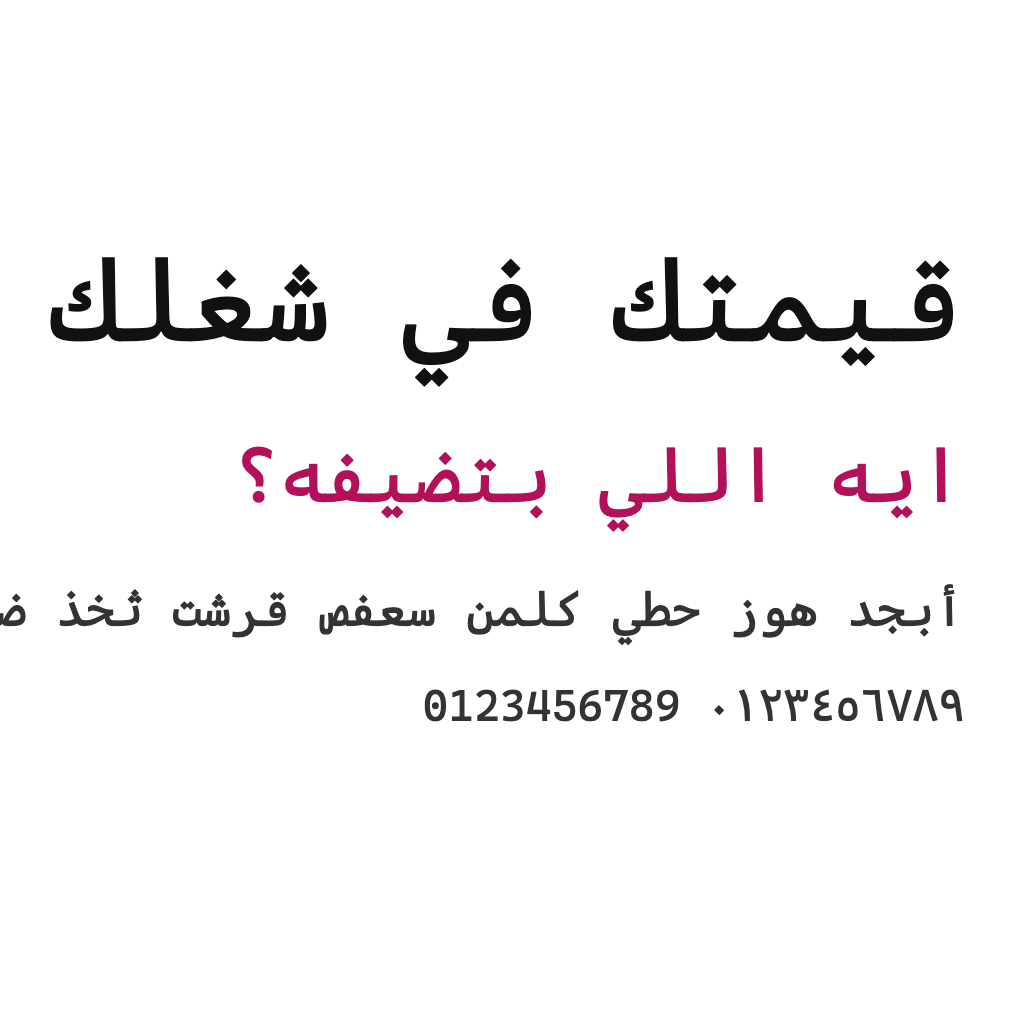 قيمتك في شغلك
ايه اللي بتضيفه؟
أبجد هوز حطي كلمن سعفص قرشت ثخذ
٠١٢٣٤٥٦٧٨٩ 0123456789